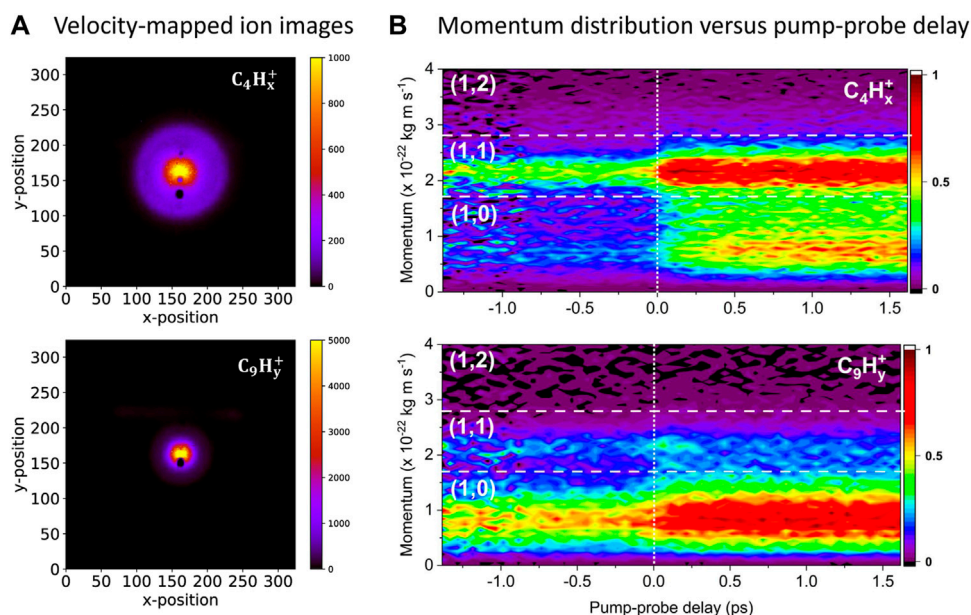 A Velocity-mapped ion images
C₄Hₓ⁺
y-position
300
250
200
150
100
50
0
0 50 100 150 200 250 300
x-position
1000
800
600
400
200
0
C₉Hᵧ⁺
y-position
300
250
200
150
100
50
0
0 50 100 150 200 250 300
x-position
5000
4000
3000
2000
1000
0
B Momentum distribution versus pump-probe delay
Momentum (x 10⁻²² kg m s⁻¹)
4
3
2
1
0
(1,2)
(1,1)
(1,0)
C₄Hₓ⁺
-1.0 -0.5 0.0 0.5 1.0 1.5
1
0.5
0
Momentum (x 10⁻²² kg m s⁻¹)
4
3
2
1
0
(1,2)
(1,1)
(1,0)
C₉Hᵧ⁺
-1.0 -0.5 0.0 0.5 1.0 1.5
Pump-probe delay (ps)
1
0.5
0